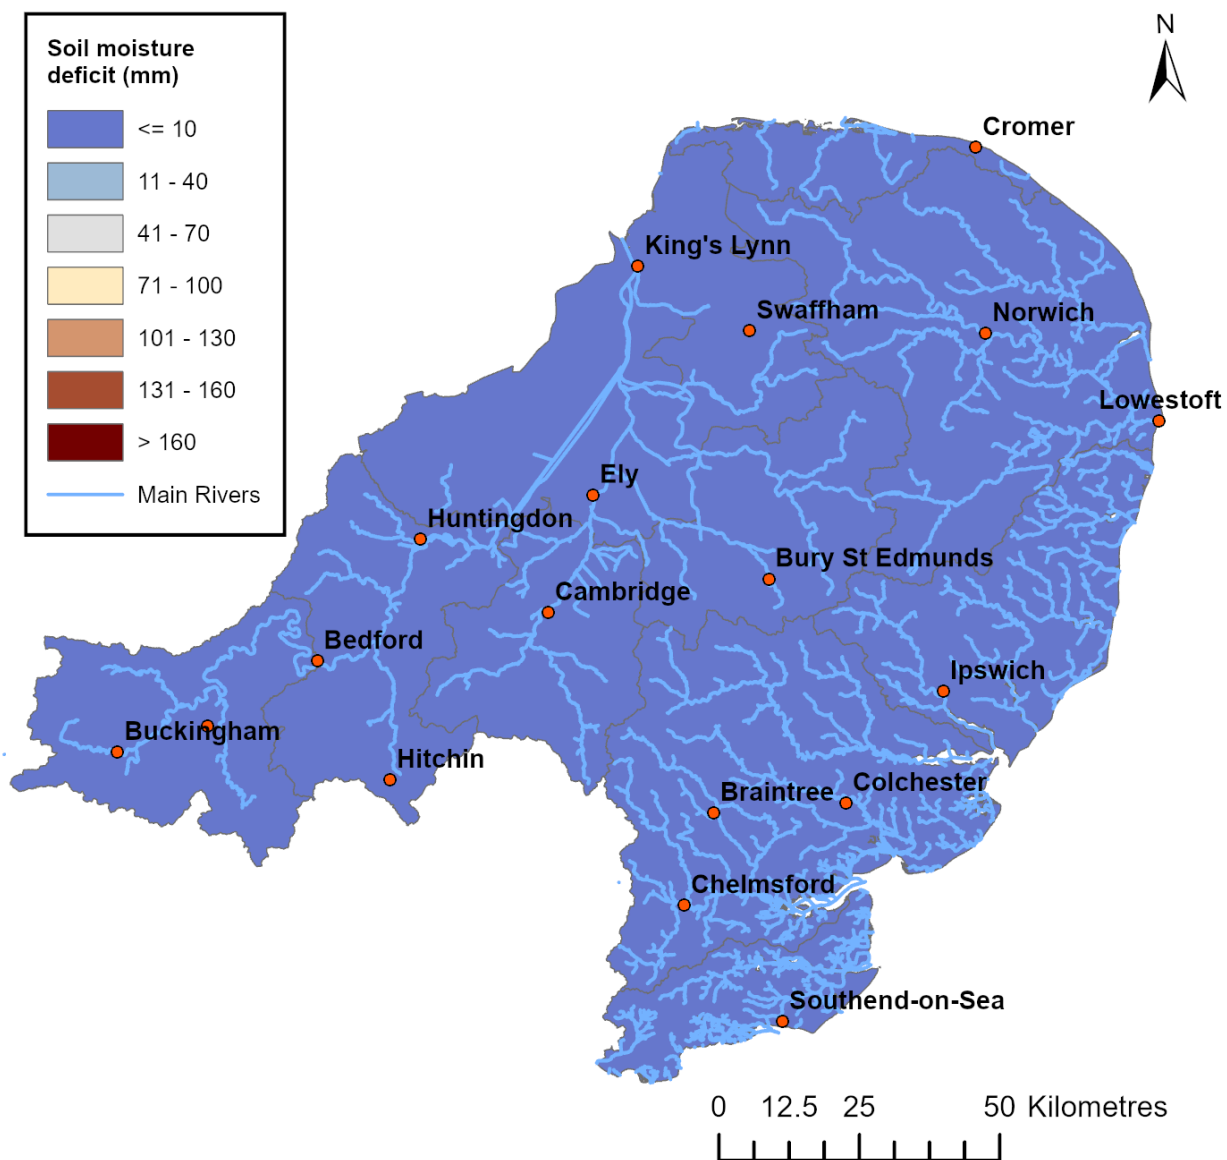 Soil moisture
deficit (mm)
<= 10
11 - 40
41 - 70
71 - 100
101 - 130
131 - 160
> 160
Main Rivers
N
Cromer
King's Lynn
Swaffham
Norwich
Lowestoft
Ely
Huntingdon
Bury St Edmunds
Cambridge
Bedford
Ipswich
Buckingham
Hitchin
Colchester
Braintree
Chelmsford
Southend-on-Sea
0 12.5 25 50 Kilometres